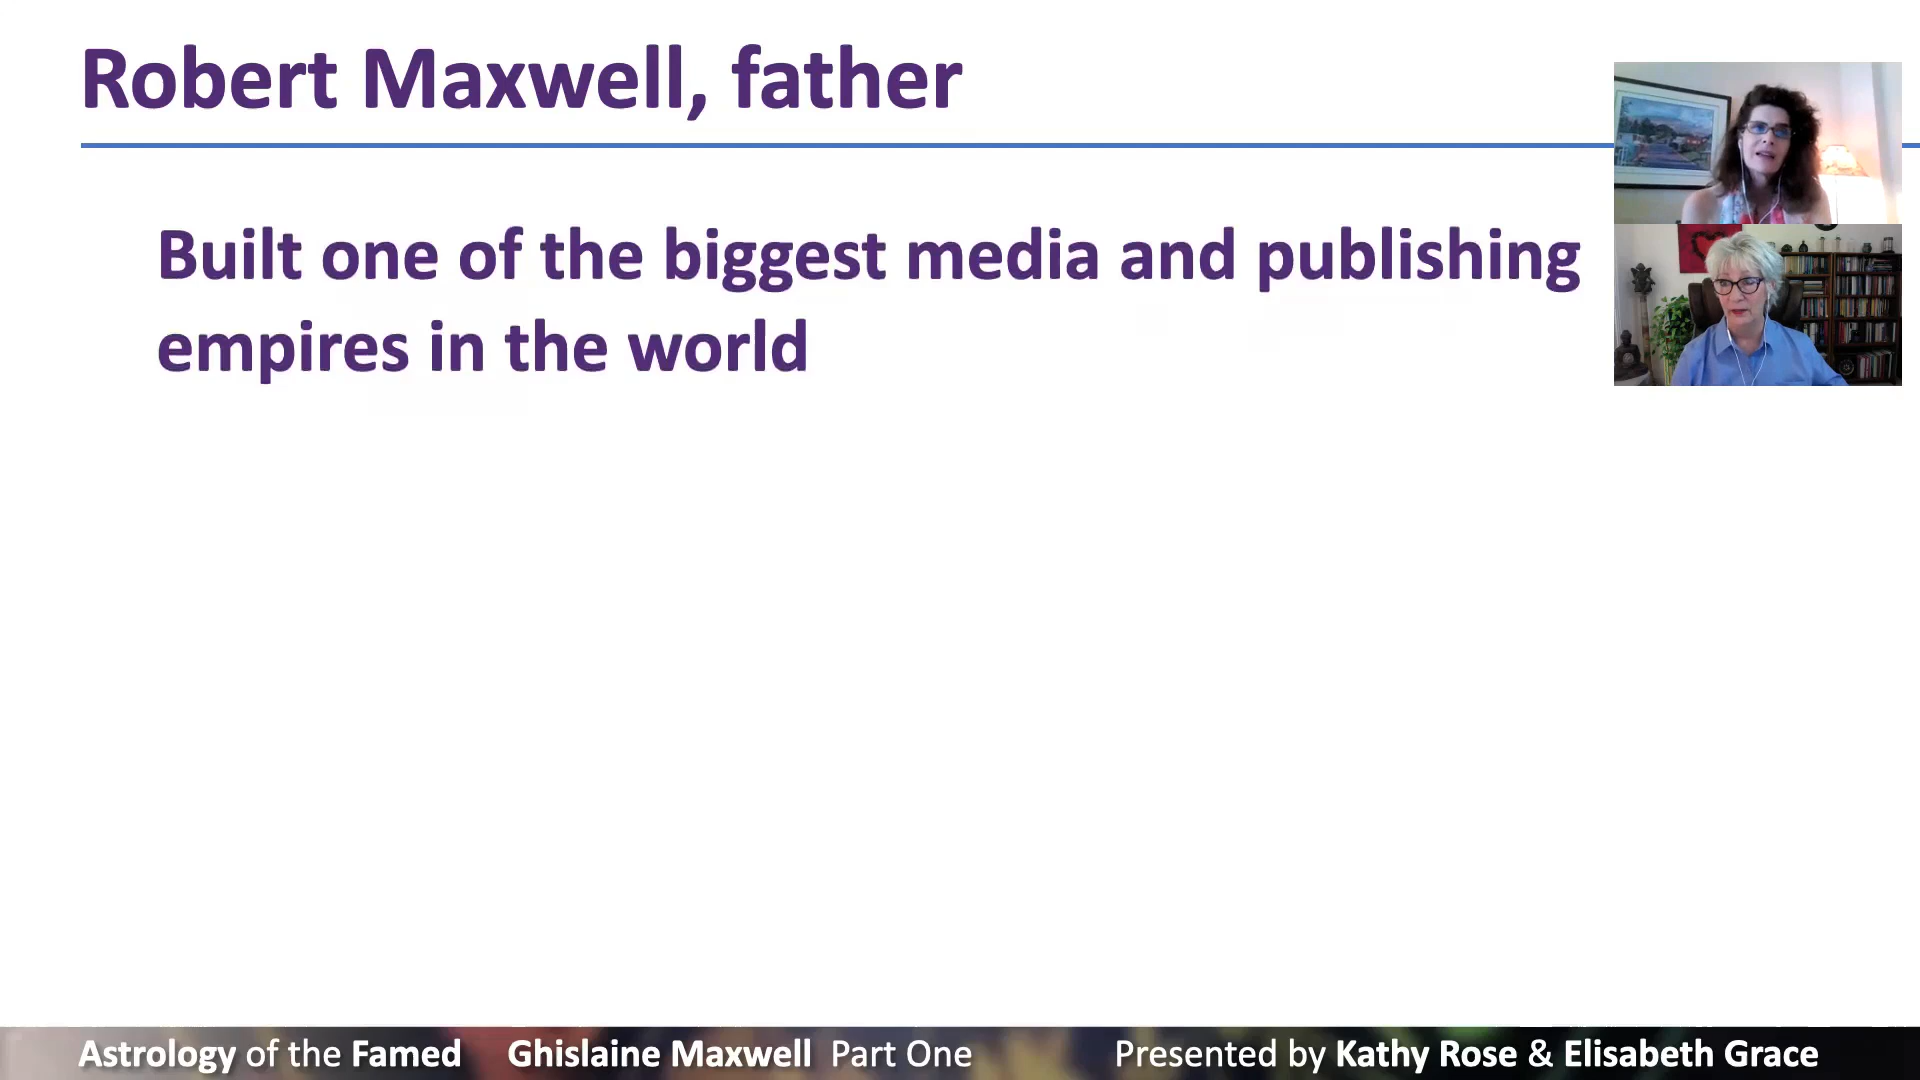 Robert Maxwell, father
Built one of the biggest media and publishing
empires in the world
Astrology of the Famed Ghislaine Maxwell Part One Presented by Kathy Rose & Elisabeth Grace